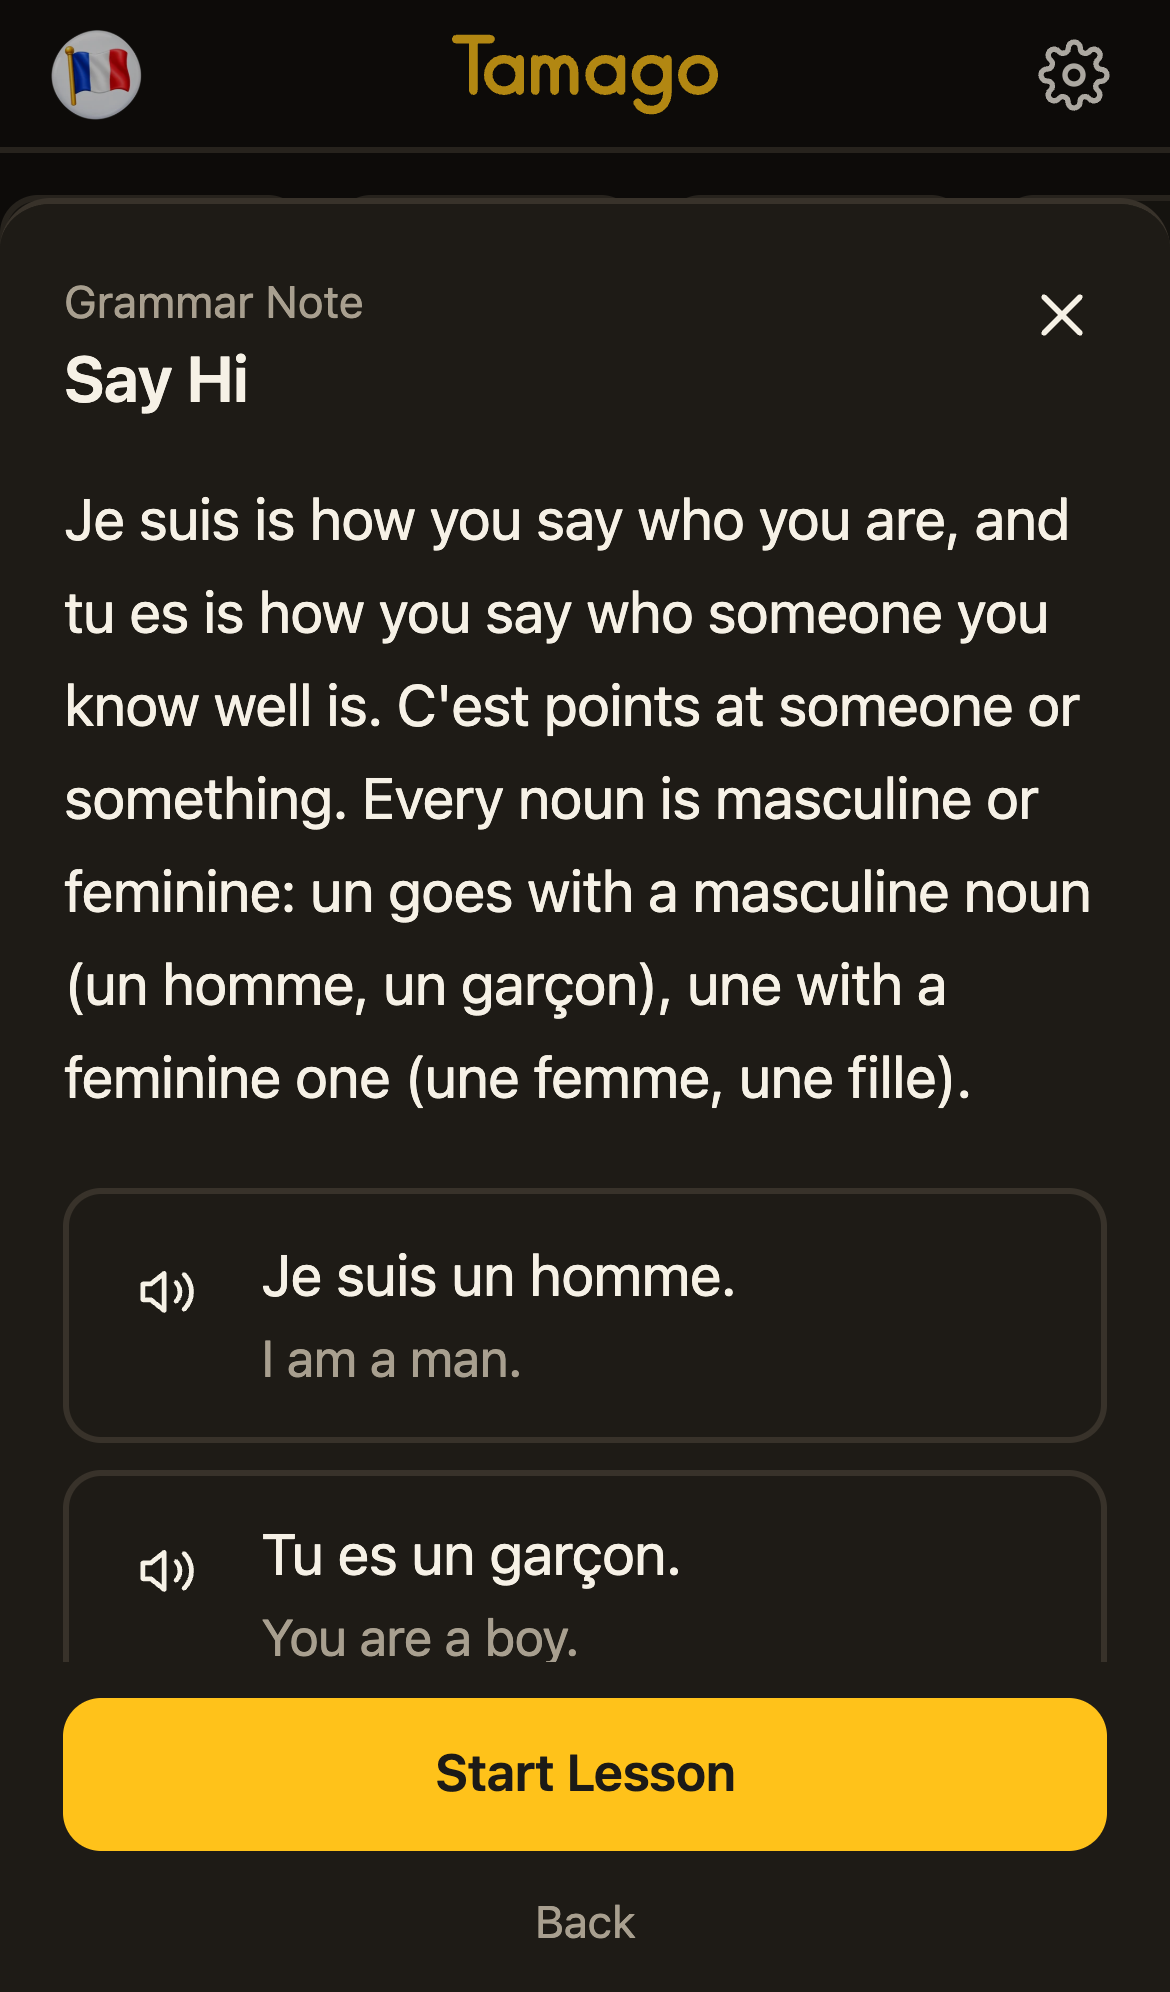 Tamago
Grammar Note
Say Hi
Je suis is how you say who you are, and
tu es is how you say who someone you
know well is. C'est points at someone or
something. Every noun is masculine or
feminine: un goes with a masculine noun
(un homme, un garçon), une with a
feminine one (une femme, une fille).
Je suis un homme.
I am a man.
Tu es un garçon.
You are a boy.
Start Lesson
Back